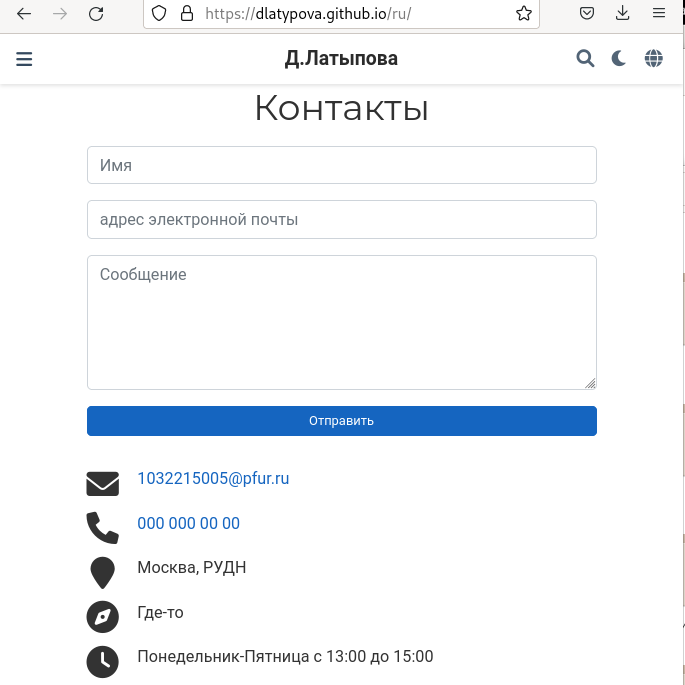 https://dlatypova.github.io/ru/
Д.Латыпова
Контакты
Имя
адрес электронной почты
Сообщение
Отправить
1032215005@pfur.ru
000 000 00 00
Москва, РУДН
Где-то
Понедельник-Пятница с 13:00 до 15:00